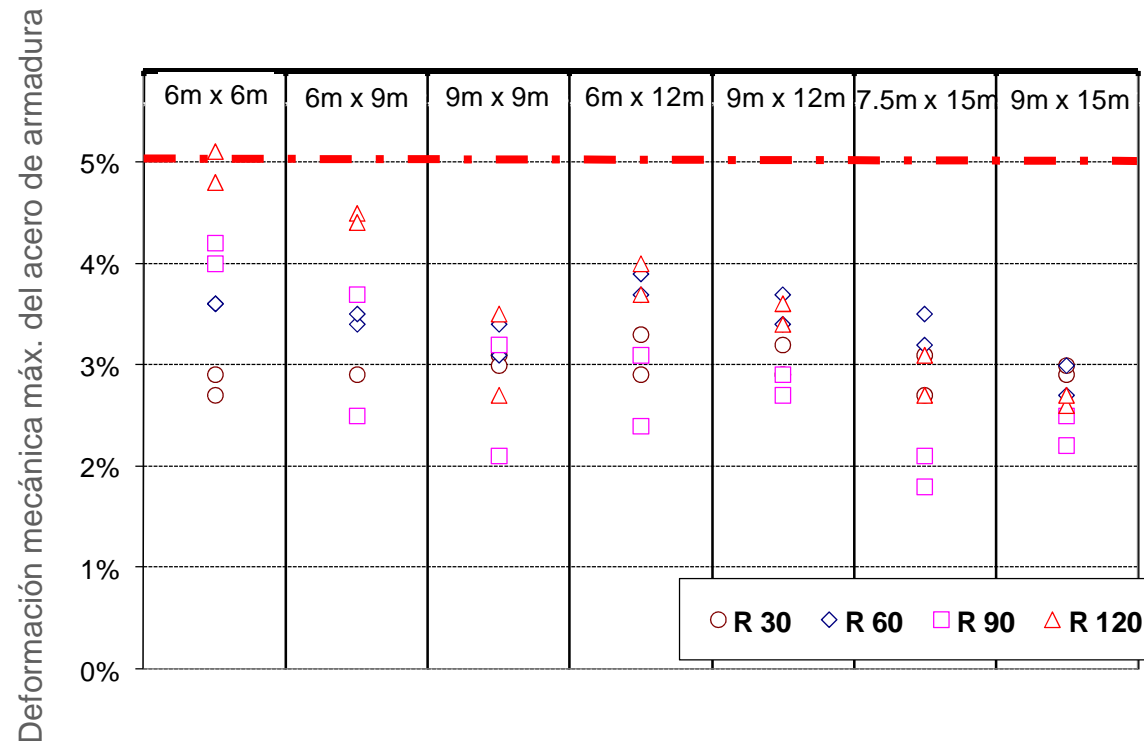 Deformación mecánica máx. del acero de armadura
6m x 6m 6m x 9m 9m x 9m 6m x 12m 9m x 12m 7.5m x 15m 9m x 15m
5%
4%
3%
2%
1%
0%
R 30 R 60 R 90 R 120